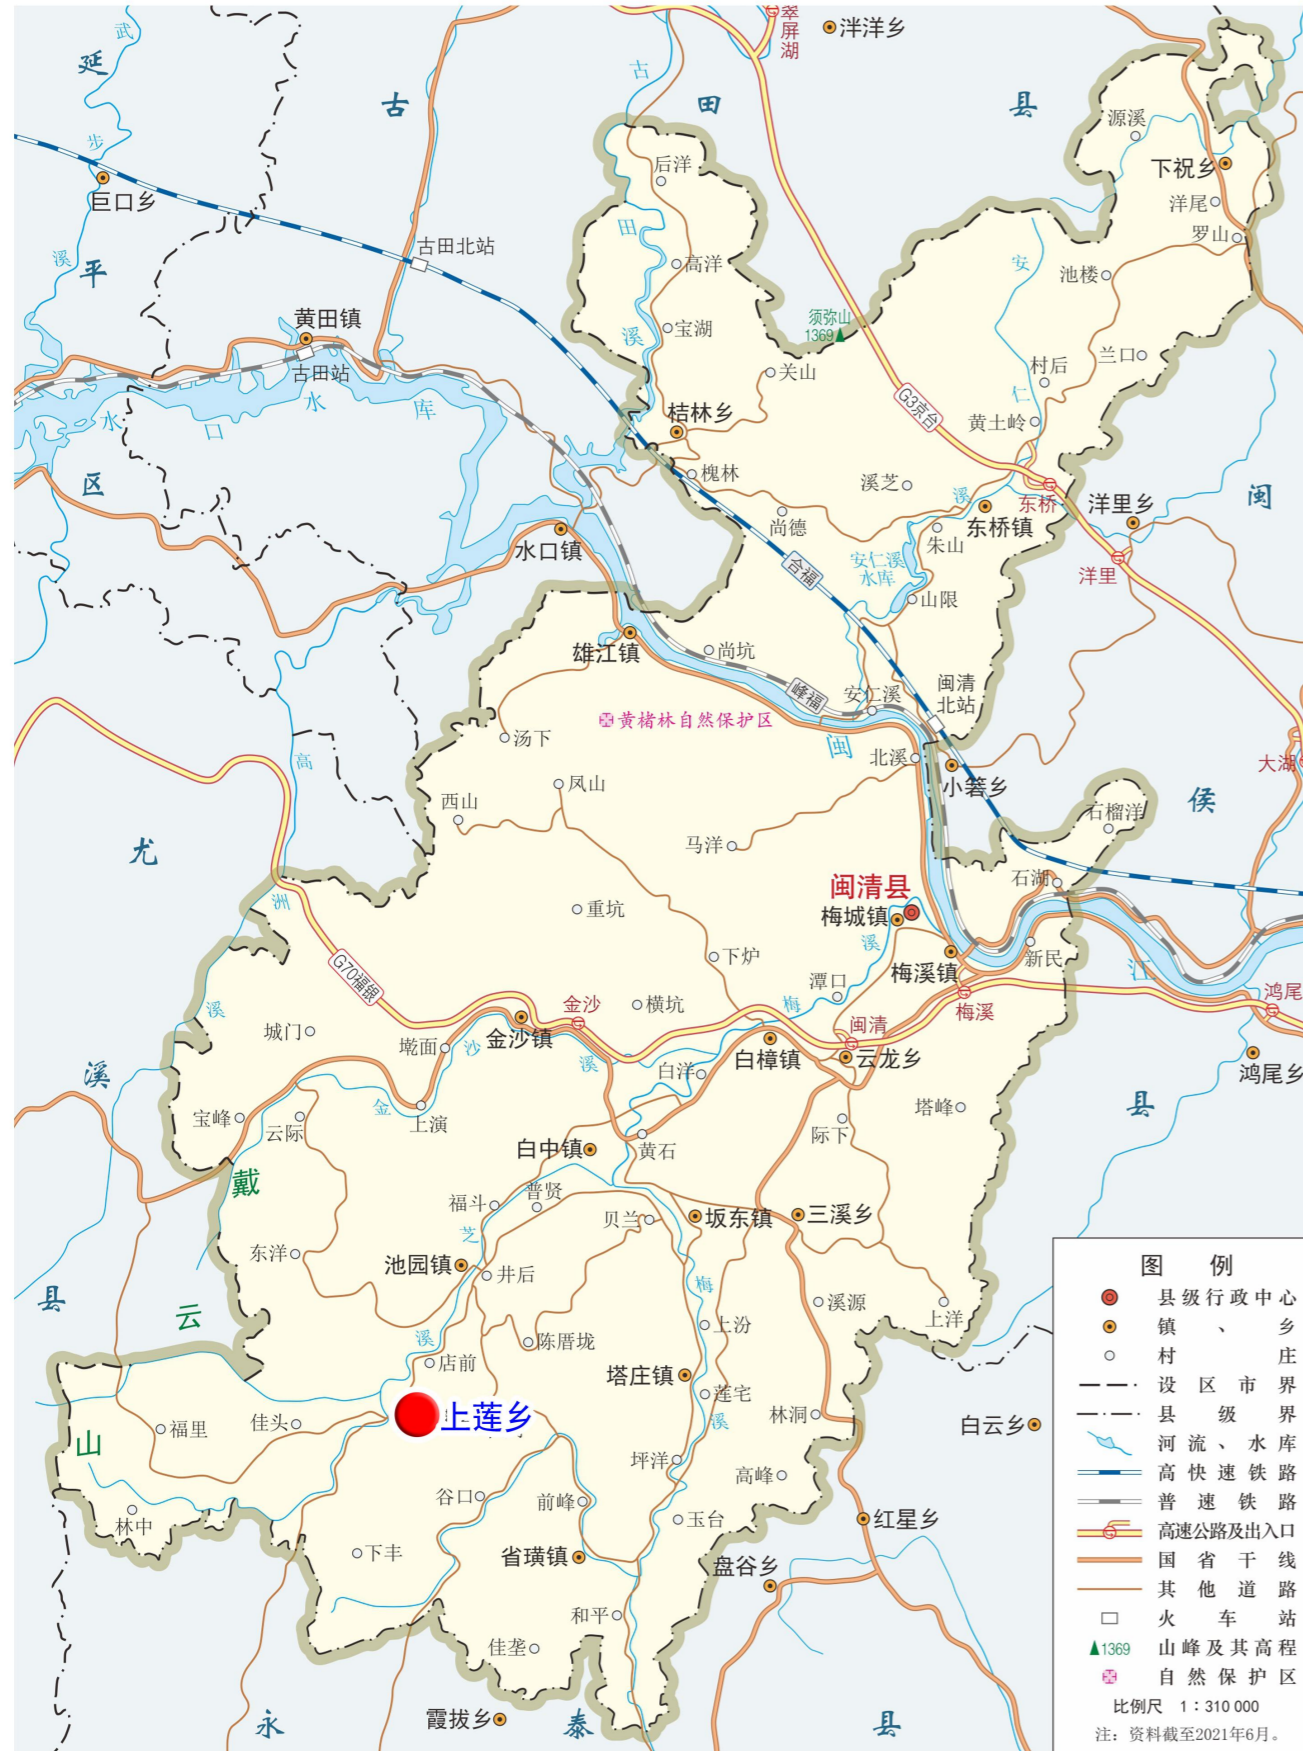 武
步
溪
延
平
区
古
田
县
翠屏湖
泮洋乡
巨口乡
古田北站
黄田镇
古田站
水
口
水
库
古
田
溪
后洋
高洋
宝湖
关山
须弥山
1369
桔林乡
槐林
尚德
溪芝
G3京台
源溪
下祝乡
洋尾
罗山
池楼
兰口
村后
黄土岭
安
仁
溪
东桥
东桥镇
朱山
安仁溪
水库
山限
洋里乡
洋里
闽
侯
县
水口镇
合福
雄江镇
尚坑
峰福
安仁溪
闽清
北站
黄楮林自然保护区
闽
汤下
凤山
西山
马洋
北溪
小箬乡
大湖
石榴洋
石湖
尤
溪
县
高
洲
溪
重坑
下炉
横坑
闽清县
梅城镇
梅溪镇
溪
潭口
梅
新民
江
梅溪
鸿尾
鸿尾乡
G70福银
城门
墘面
金沙镇
金沙
沙
溪
金
上演
宝峰
云际
白洋
白樟镇
闽清
云龙乡
塔峰
际下
黄石
白中镇
戴
云
山
福斗
普贤
芝
贝兰
坂东镇
三溪乡
东洋
池园镇
井后
梅
溪源
上洋
上汾
溪
陈厝垅
店前
塔庄镇
莲宅
溪
林洞
上莲乡
福里
佳头
坪洋
高峰
白云乡
谷口
前峰
玉台
红星乡
林中
下丰
省璜镇
盘谷乡
和平
佳垄
霞拔乡
永
泰
县
图 例
县级行政中心
镇、乡
村庄
设区市界
县级界
河流、水库
高快速铁路
普速铁路
高速公路及出入口
国省干线
其他道路
火车站
1369 山峰及其高程
自然保护区
比例尺 1：310 000
注：资料截至2021年6月。